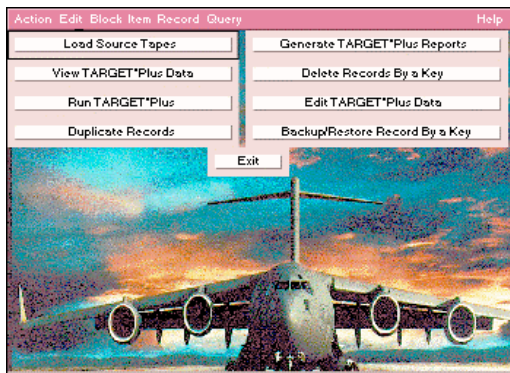 Action Edit Block Item Record Query Help
Load Source Tapes
Generate TARGET*Plus Reports
View TARGET*Plus Data
Delete Records By a Key
Run TARGET*Plus
Edit TARGET*Plus Data
Duplicate Records
Backup/Restore Record By a Key
Exit